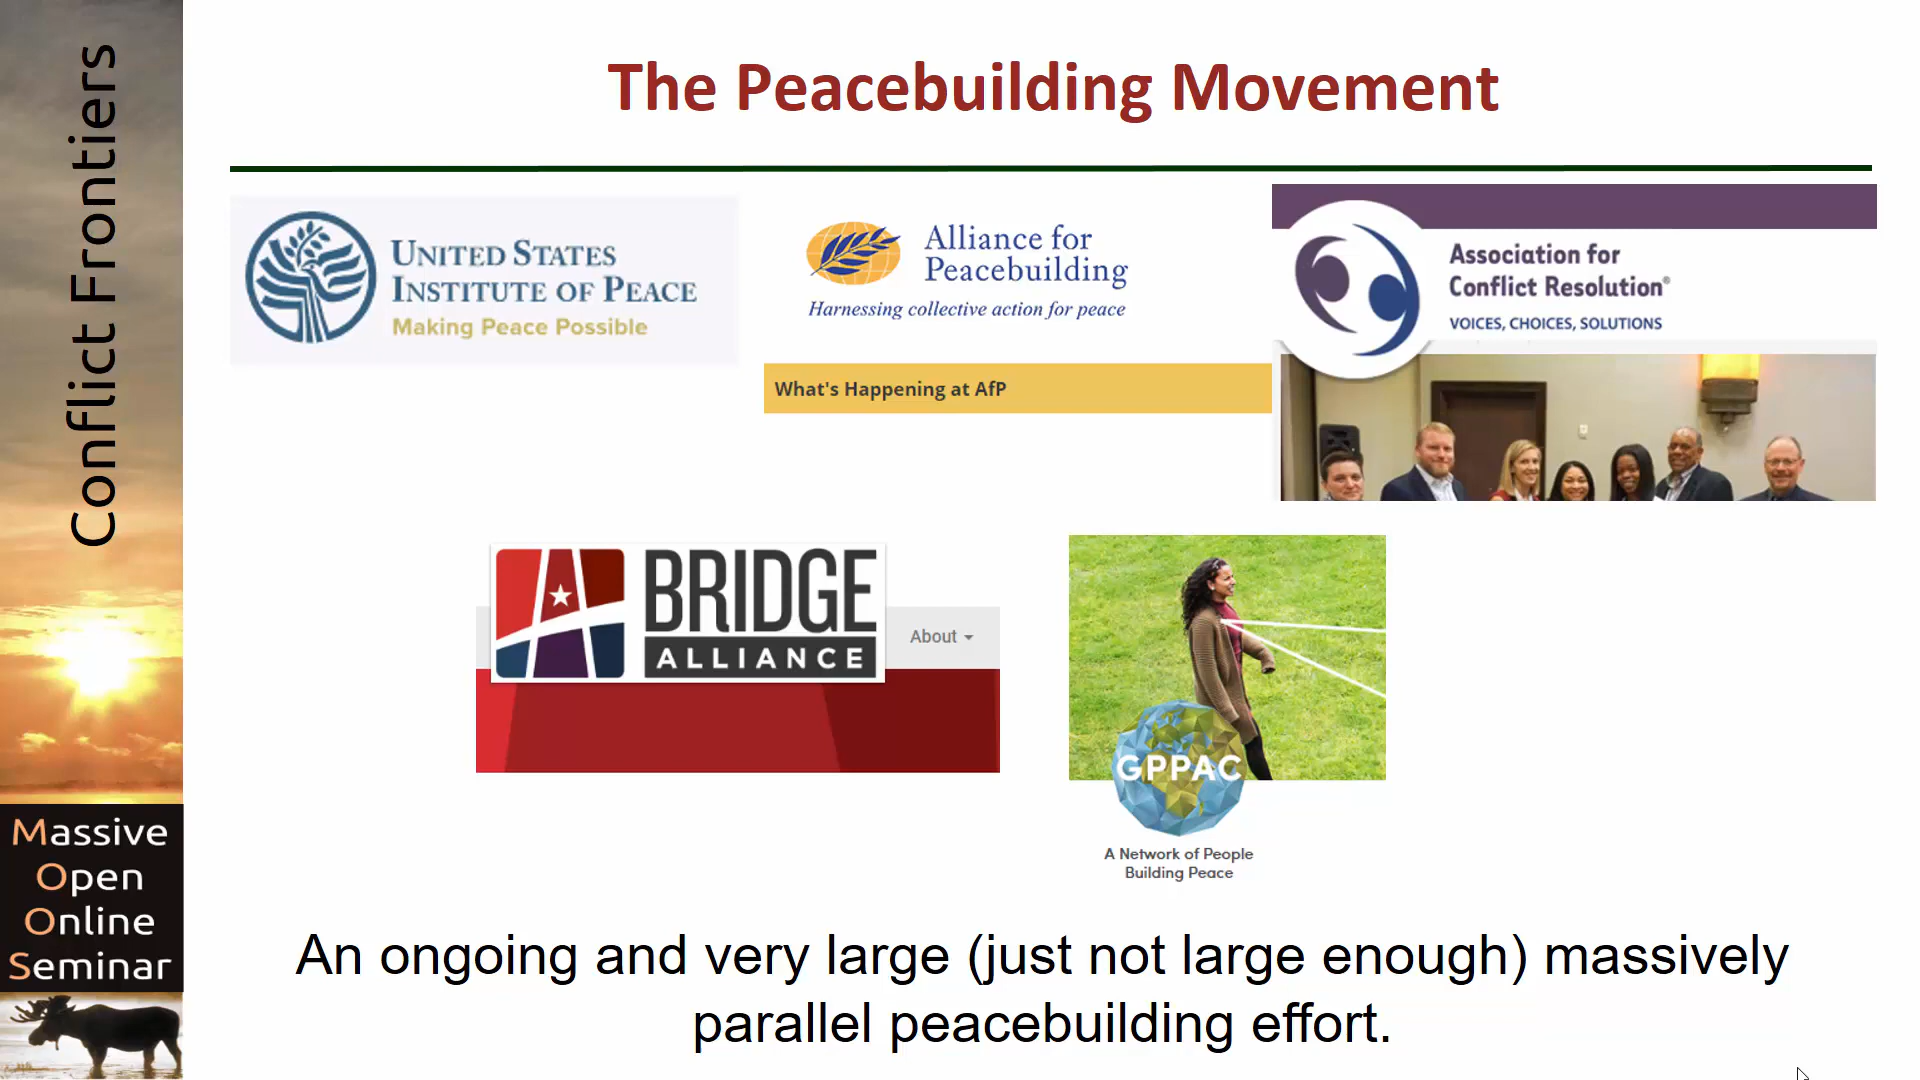 Conflict Frontiers
Massive
Open
Online
Seminar
The Peacebuilding Movement
UNITED STATES
INSTITUTE OF PEACE
Making Peace Possible
Alliance for
Peacebuilding
Harnessing collective action for peace
What's Happening at AfP
Association for
Conflict Resolution®
VOICES, CHOICES, SOLUTIONS
BRIDGE
ALLIANCE
About
GPPAC
A Network of People
Building Peace
An ongoing and very large (just not large enough) massively
parallel peacebuilding effort.